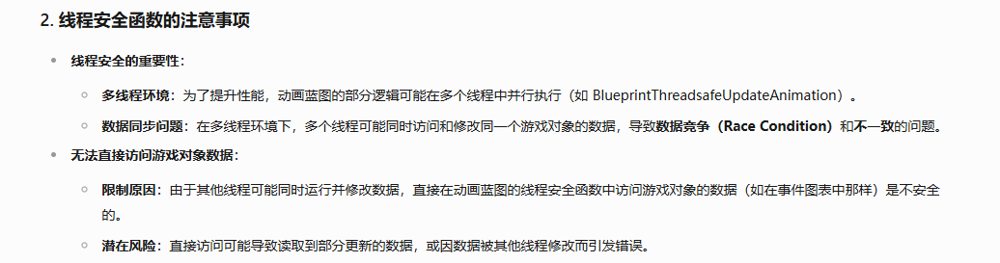 2. 线程安全函数的注意事项
线程安全的重要性：
多线程环境：为了提升性能，动画蓝图的部分逻辑可能在多个线程中并行执行（如 BlueprintThreadsafeUpdateAnimation）。
数据同步问题：在多线程环境下，多个线程可能同时访问和修改同一个游戏对象的数据，导致数据竞争（Race Condition）和不一致的问题。
无法直接访问游戏对象数据：
限制原因：由于其他线程可能同时运行并修改数据，直接在动画蓝图的线程安全函数中访问游戏对象的数据（如在事件图表中那样）是不安全
的。
潜在风险：直接访问可能导致读取到部分更新的数据，或因数据被其他线程修改而引发错误。